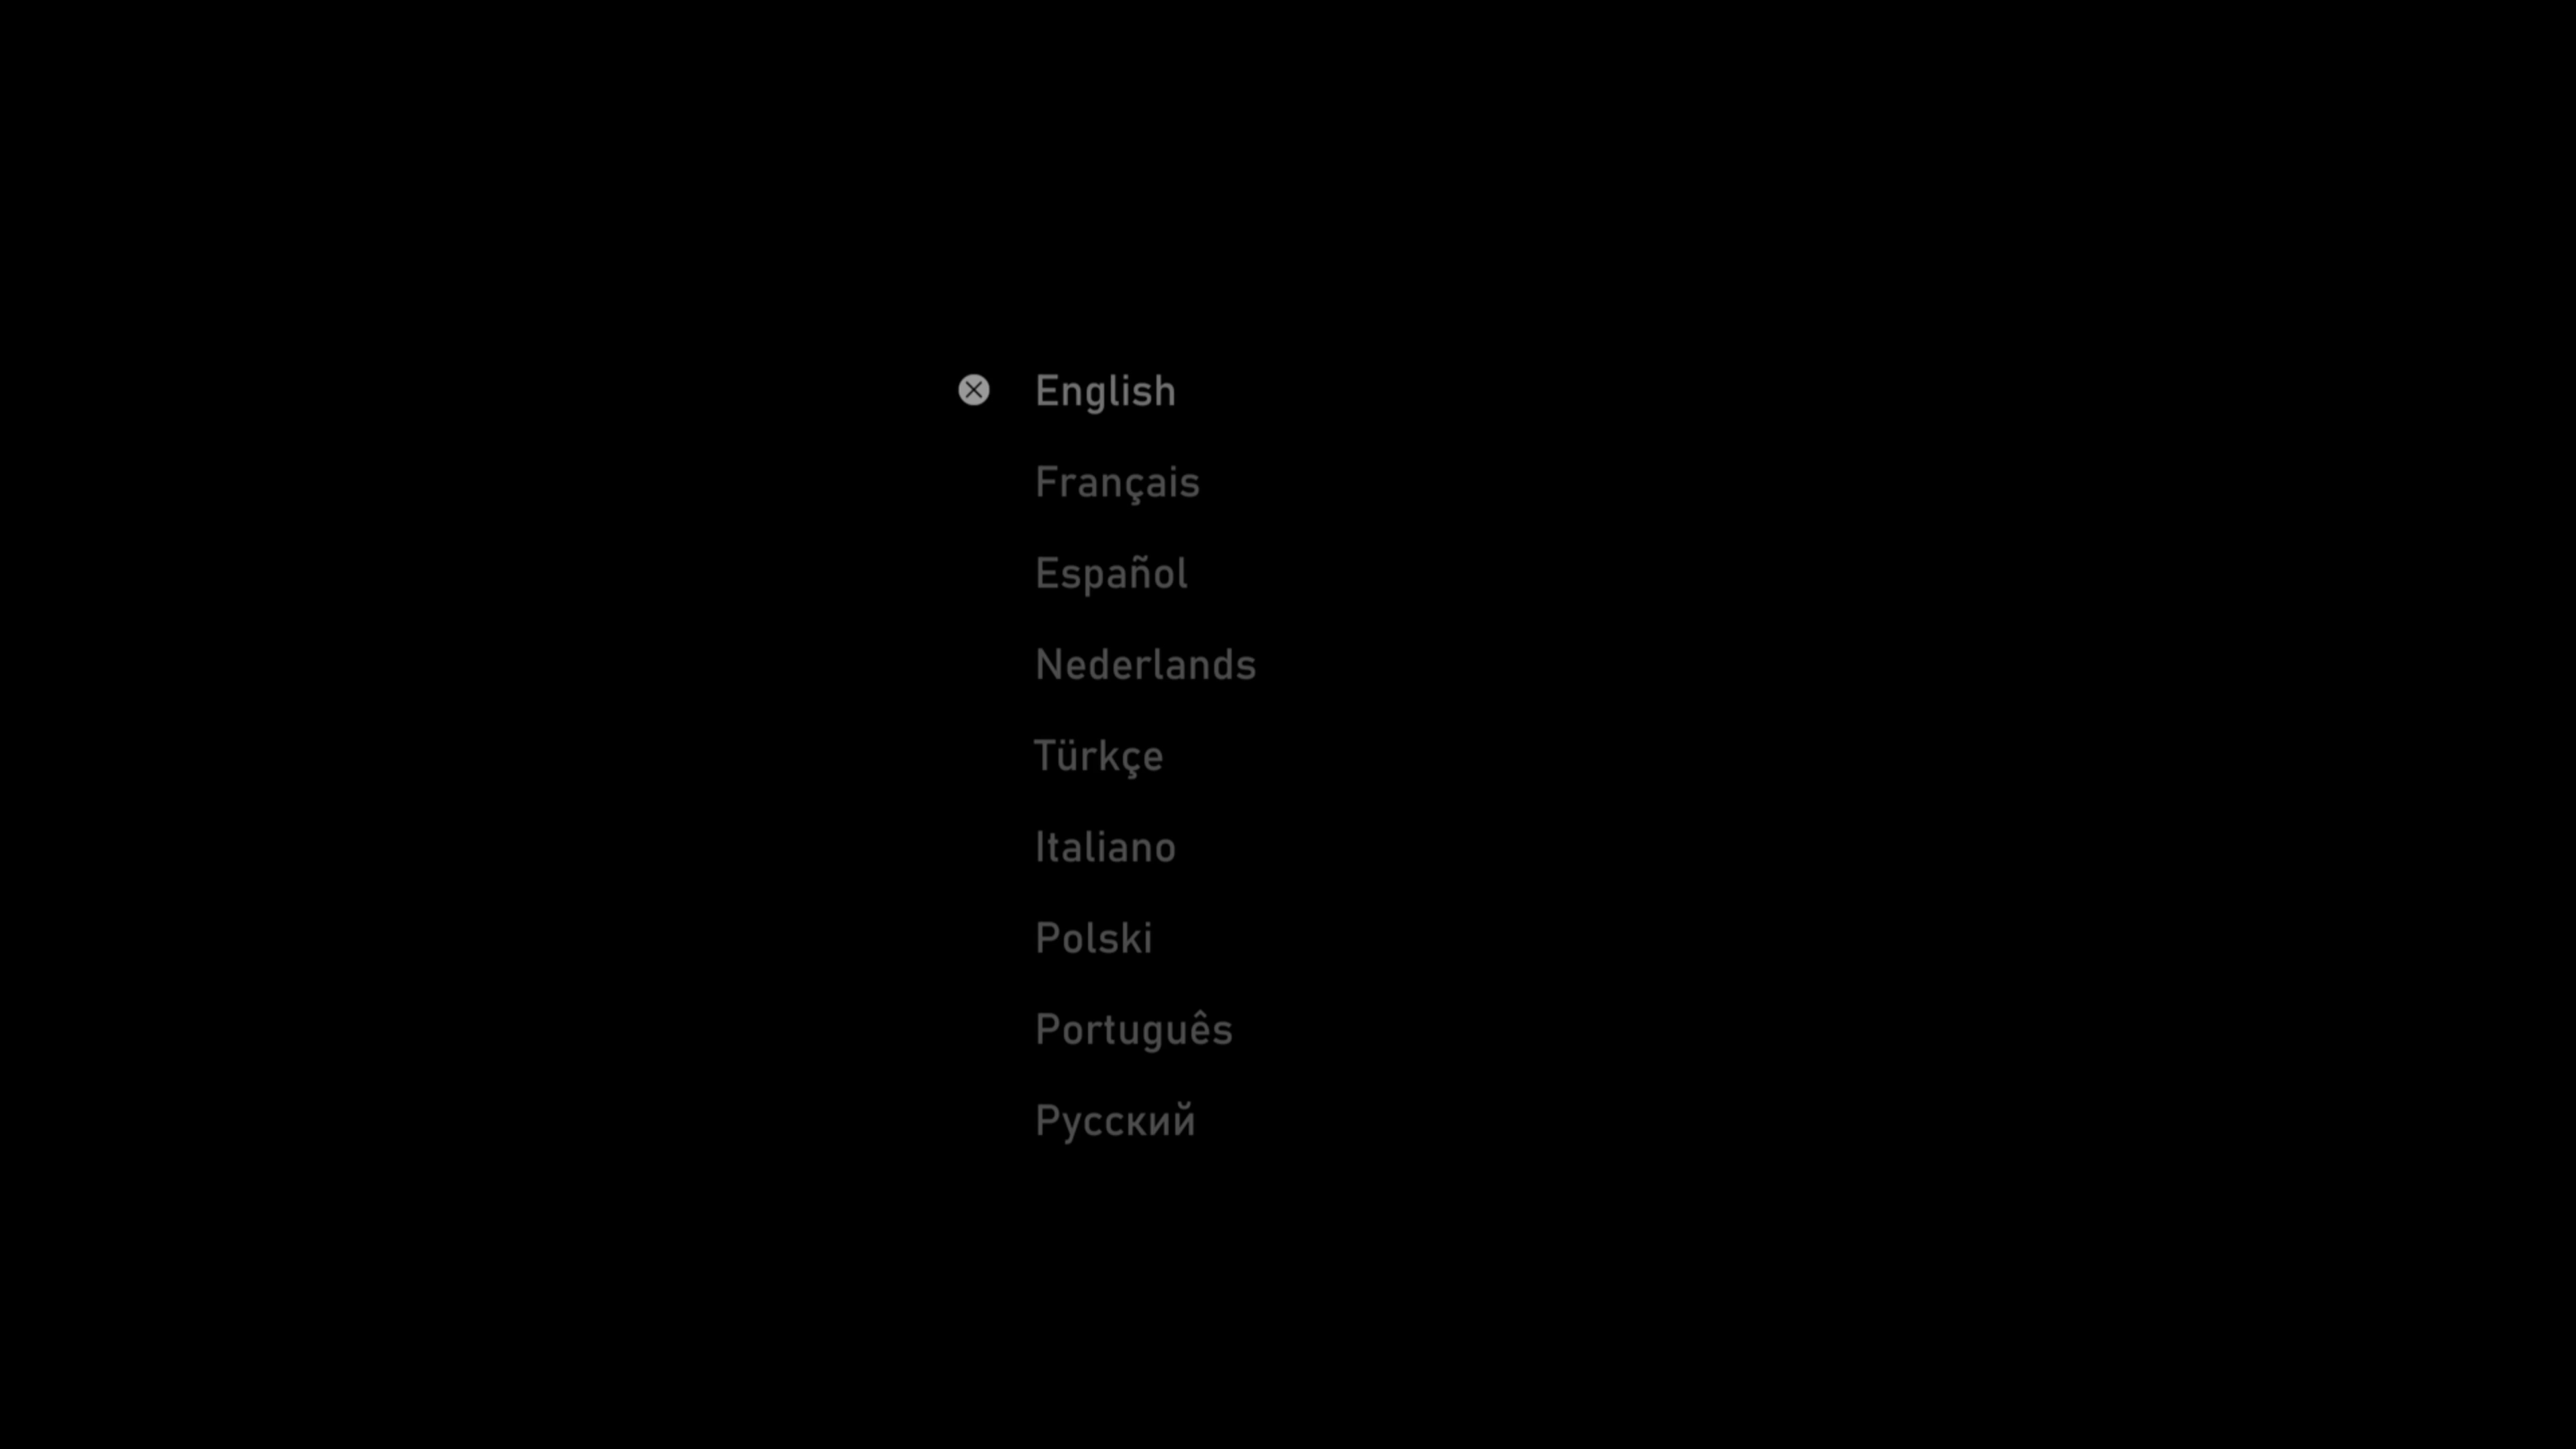 English
Français
Español
Nederlands
Türkçe
Italiano
Polski
Português
Русский